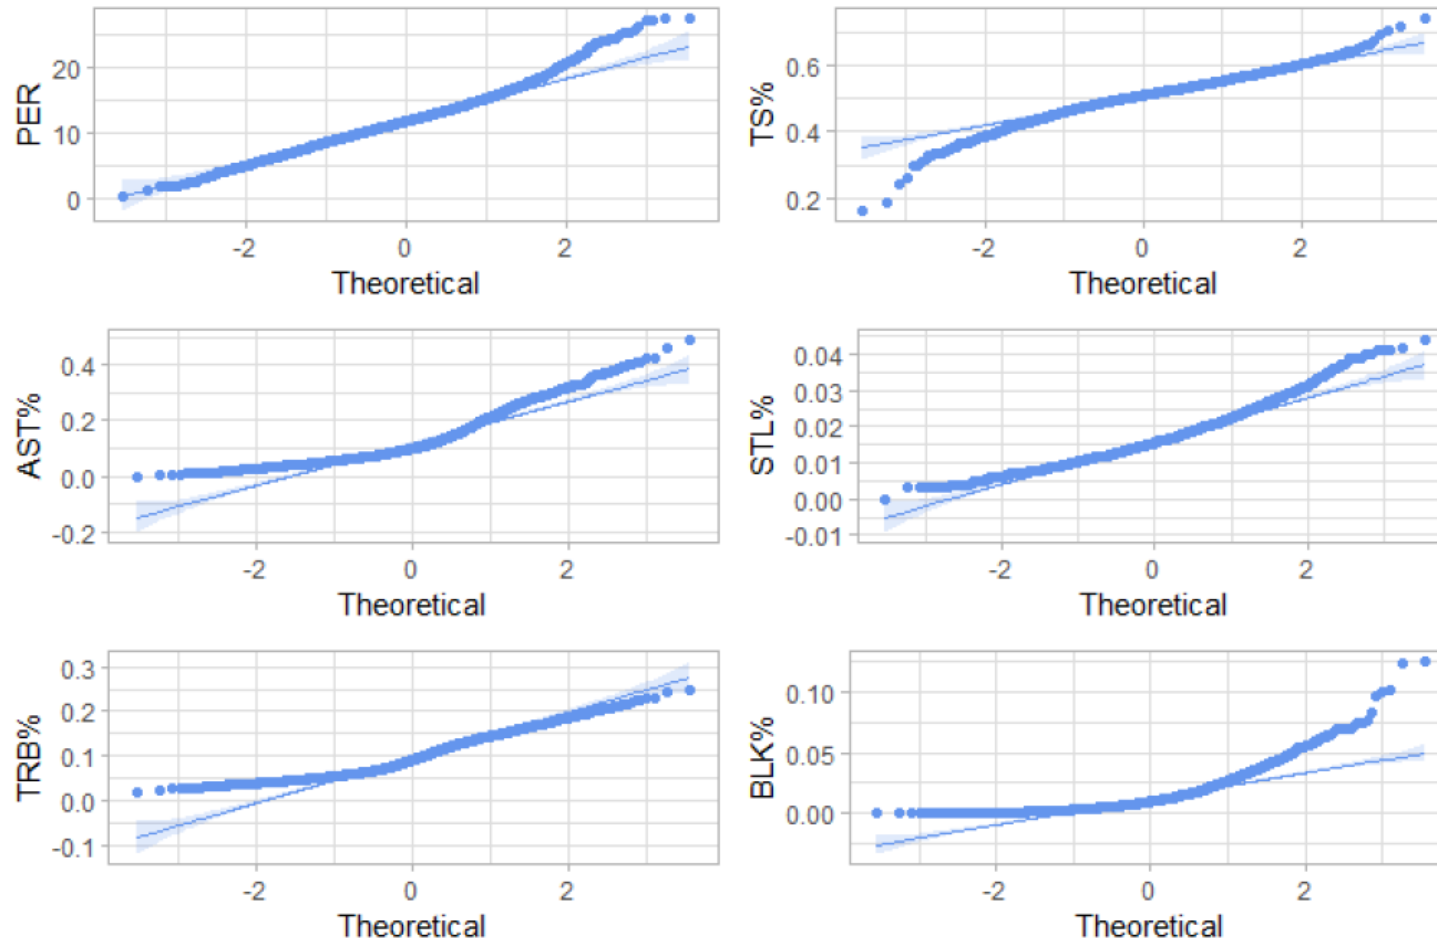 PER
20
10
0
-2 0 2
Theoretical
TS%
0.6
0.4
0.2
-2 0 2
Theoretical
AST%
0.4
0.2
0.0
-0.2
-2 0 2
Theoretical
STL%
0.04
0.03
0.02
0.01
0.00
-0.01
-2 0 2
Theoretical
TRB%
0.3
0.2
0.1
0.0
-0.1
-2 0 2
Theoretical
BLK%
0.10
0.05
0.00
-2 0 2
Theoretical